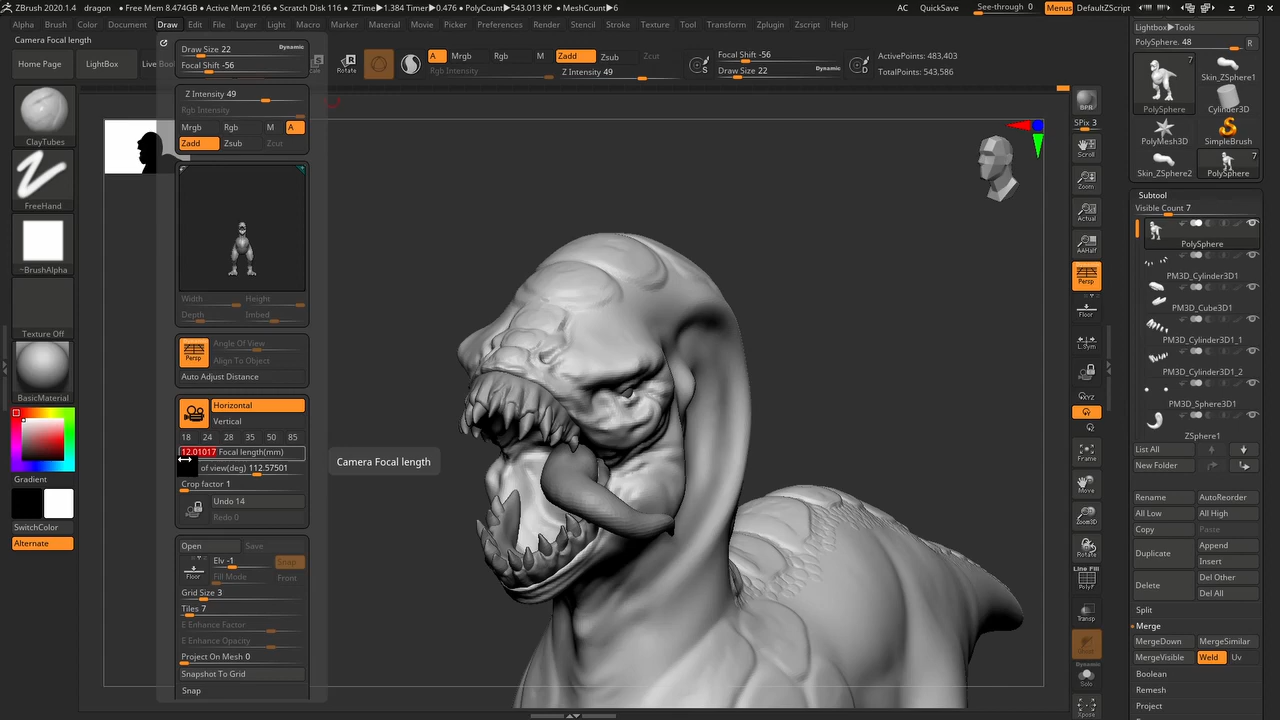 ZBrush 2020.1.4 dragon • Free Mem 8.474GB • Active Mem 2166 • Scratch Disk 116 • ZTime▶1.384 Timer▶0.476 • PolyCount▶543.013 KP • MeshCount▶6 AC QuickSave See-through 0 Menus DefaultZScript
Alpha Brush Color Document Draw Edit File Layer Light Macro Marker Material Movie Picker Preferences Render Stencil Stroke Texture Tool Transform Zplugin Zscript Help
Camera Focal length
Home Page LightBox Live Boo
Rotate
A Mrgb Rgb M Zadd Zsub Zcut
Rgb Intensity Z Intensity 49
Focal Shift -56
Draw Size 22 Dynamic
ActivePoints: 483,403
TotalPoints: 543,586
Draw Size 22 Dynamic
Focal Shift -56
Z Intensity 49
Rgb Intensity
Mrgb Rgb M A
Zadd Zsub Zcut
Width Height
Depth Imbed
Persp Angle Of View
Align To Object
Auto Adjust Distance
Horizontal
Vertical
18 24 28 35 50 85
12.01017 Focal length(mm)
of view(deg) 112.57501
Crop factor 1
Undo 14
Redo 0
Open Save
Floor Elv -1 Snap
Fill Mode Front
Grid Size 3
Tiles 7
E Enhance Factor
E Enhance Opacity
Project On Mesh 0
Snapshot To Grid
Snap
Camera Focal length
ClayTubes
FreeHand
~BrushAlpha
Texture Off
BasicMaterial
Gradient
SwitchColor
Alternate
BPR
SPix 3
Scroll
Zoom
Actual
AAHalf
Persp
Floor
L.Sym
Frame
Move
Zoom3D
Rotate
Line Fill
PolyF
Transp
Dynamic
Solo
Xpose
Lightbox▶Tools
PolySphere. 48 R
7
Skin_ZSphere1
PolySphere Cylinder3D
PolyMesh3D SimpleBrush
7
Skin_ZSphere2 PolySphere
Subtool
Visible Count 7
PolySphere
PM3D_Cylinder3D1
PM3D_Cube3D1
PM3D_Cylinder3D1_1
PM3D_Cylinder3D1_2
PM3D_Sphere3D1
ZSphere1
List All
New Folder
Rename AutoReorder
All Low All High
Copy Paste
Duplicate Append
Insert
Delete Del Other
Del All
Split
Merge
MergeDown MergeSimilar
MergeVisible Weld Uv
Boolean
Remesh
Project